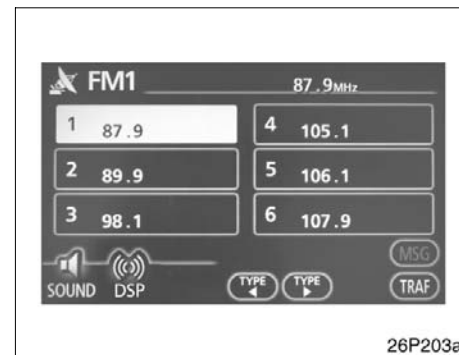 FM1 87.9MHz
1 87.9
2 89.9
3 98.1
4 105.1
5 106.1
6 107.9
MSG
SOUND DSP TYPE TYPE TRAF
26P203a